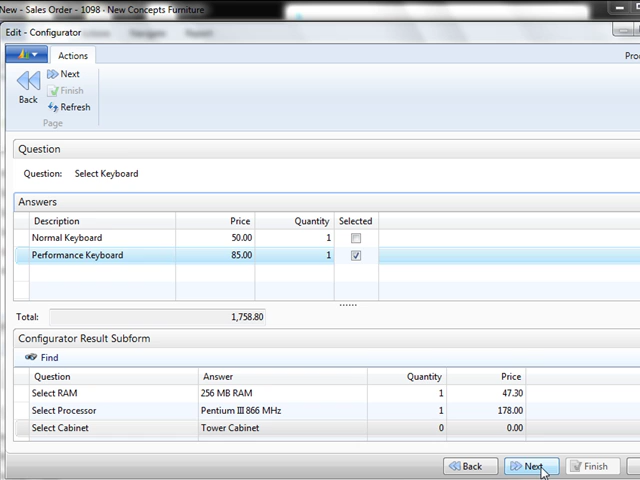 New - Sales Order - 1098 · New Concepts Furniture
Edit - Configurator
Actions
Back
Next
Finish
Refresh
Page
Question
Question: Select Keyboard
Answers
Description Price Quantity Selected
Normal Keyboard 50.00 1
Performance Keyboard 85.00 1
Total: 1,758.80
Configurator Result Subform
Find
Question Answer Quantity Price
Select RAM 256 MB RAM 1 47.30
Select Processor Pentium III 866 MHz 1 178.00
Select Cabinet Tower Cabinet 0 0.00
Back Next Finish